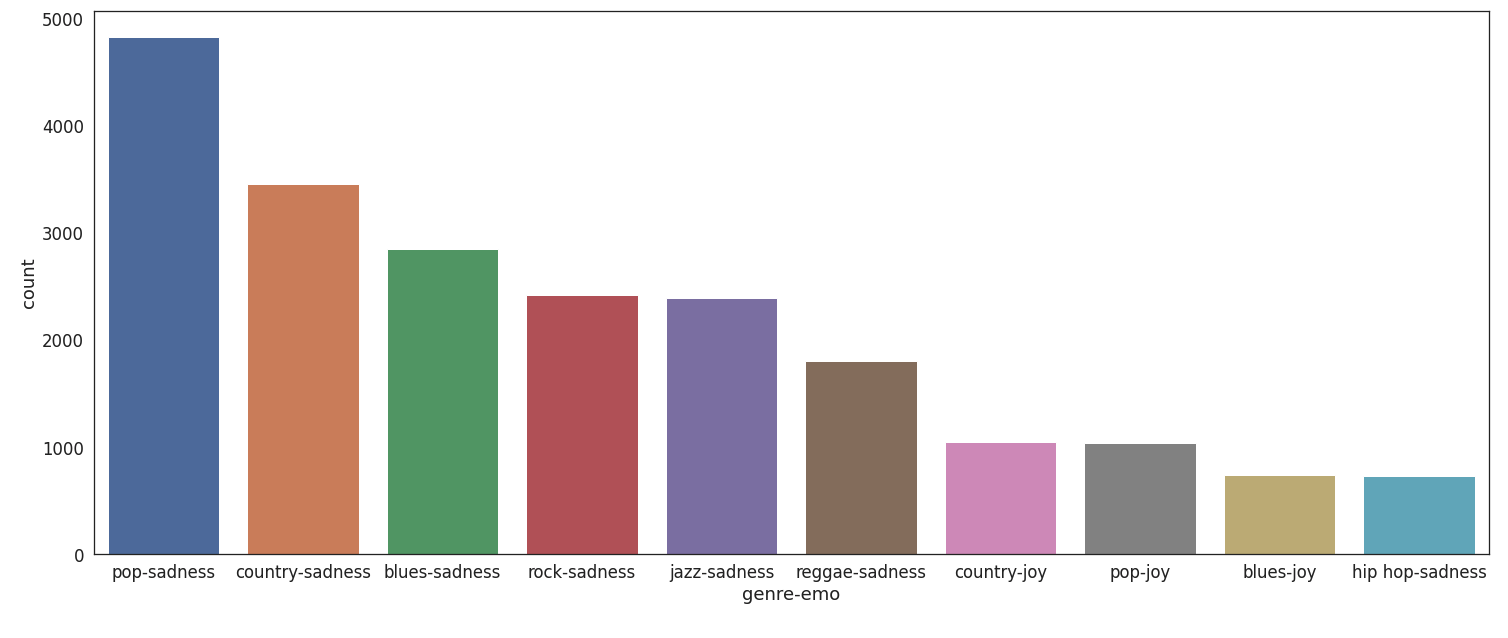 5000
4000
3000
2000
1000
0
count
pop-sadness country-sadness blues-sadness rock-sadness jazz-sadness reggae-sadness country-joy pop-joy blues-joy hip hop-sadness
genre-emo